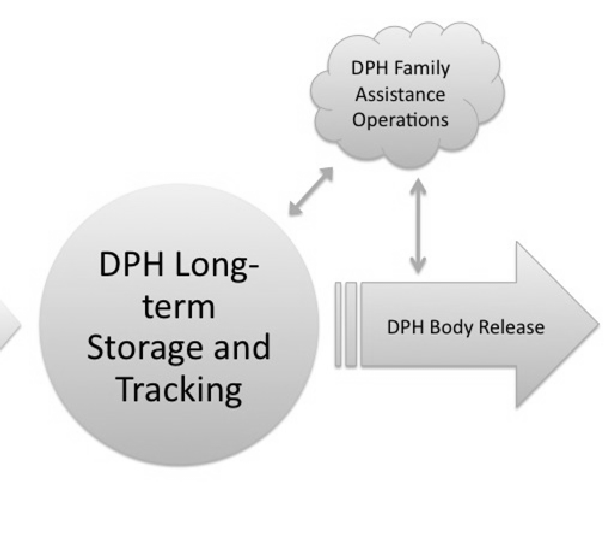 DPH Family
Assistance
Operations
DPH Long-
term
Storage and
Tracking
DPH Body Release